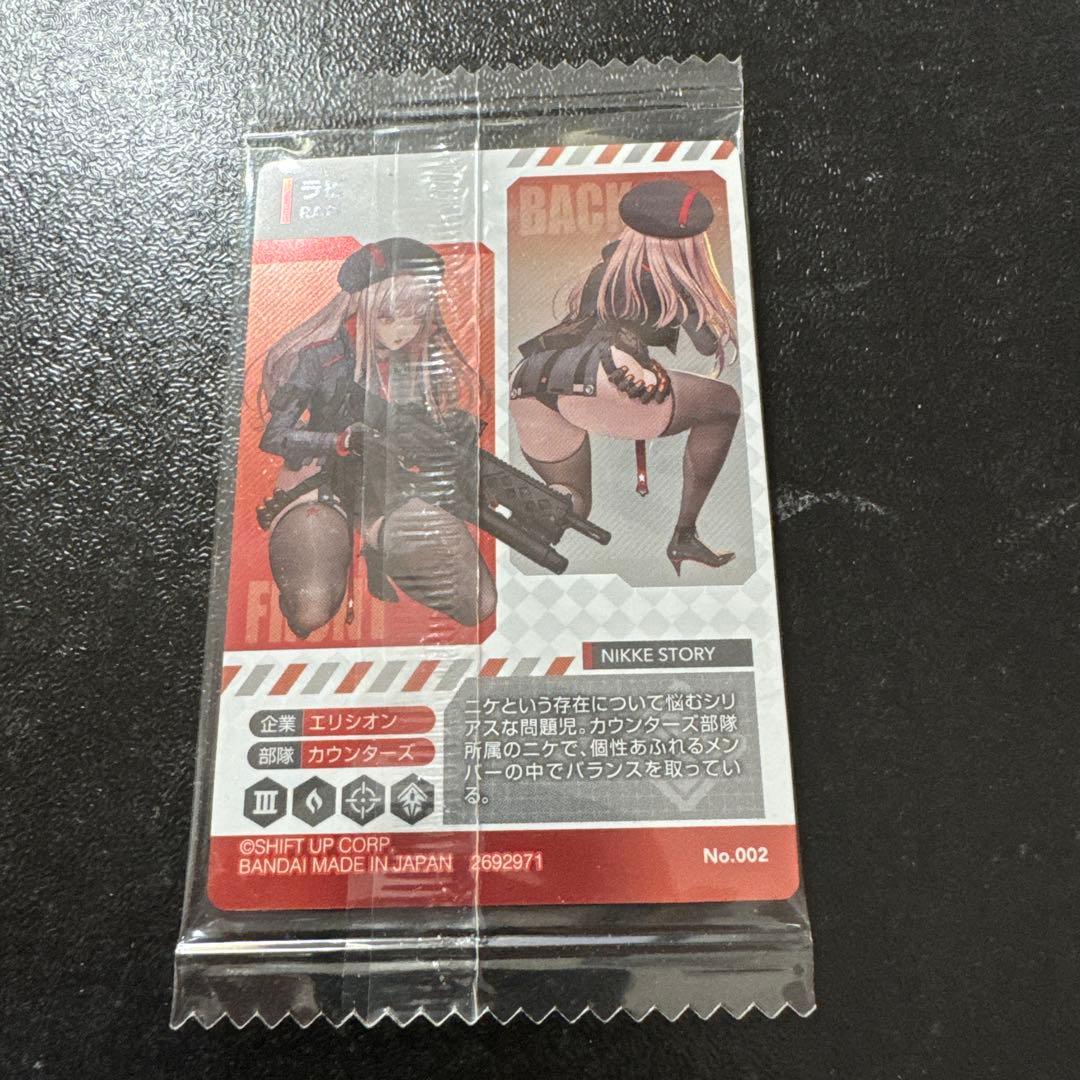 BACK
FRONT
NIKKE STORY
ニケという存在について悩むシリ
アスな問題児。カウンターズ部隊
所属のニケで、個性あふれるメン
バーの中でバランスを取ってい
る。
企業 エリシオン
部隊 カウンターズ
III
©SHIFT UP CORP.
BANDAI MADE IN JAPAN 2692971
No.002